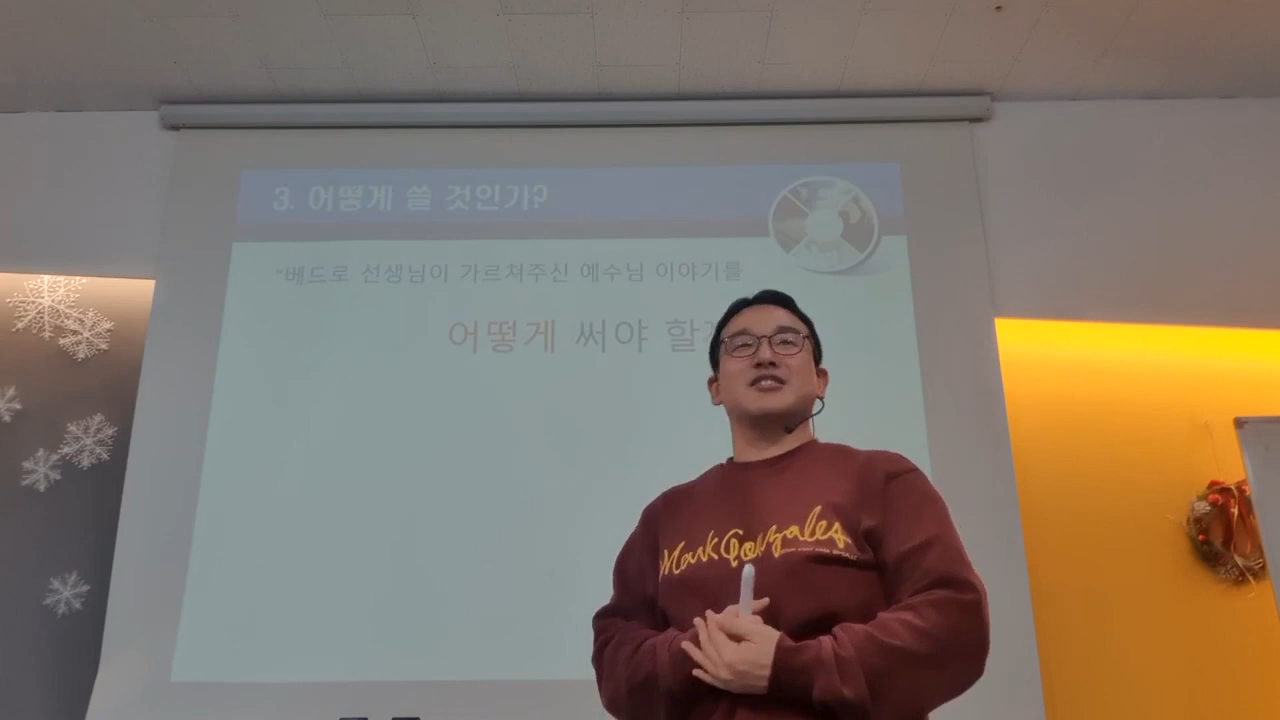 3. 어떻게 쓸 것인가?
"베드로 선생님이 가르쳐주신 예수님 이야기를
어떻게 써야 할
Mark Gonzales